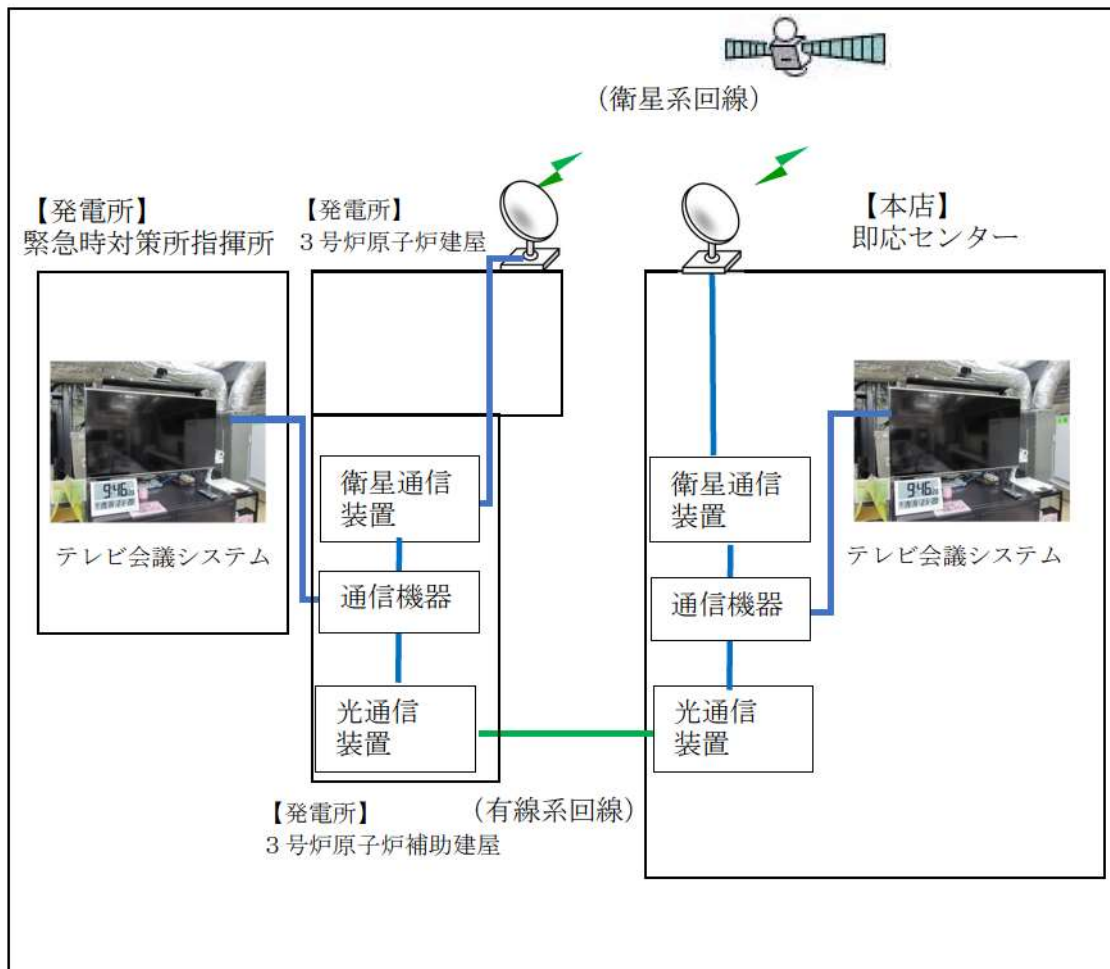 (衛星系回線)
【発電所】
緊急時対策所指揮所
【発電所】
３号炉原子炉建屋
【本店】
即応センター
9:46
テレビ会議システム
衛星通信
装置
通信機器
光通信
装置
衛星通信
装置
通信機器
光通信
装置
9:46
テレビ会議システム
(有線系回線)
【発電所】
３号炉原子炉補助建屋